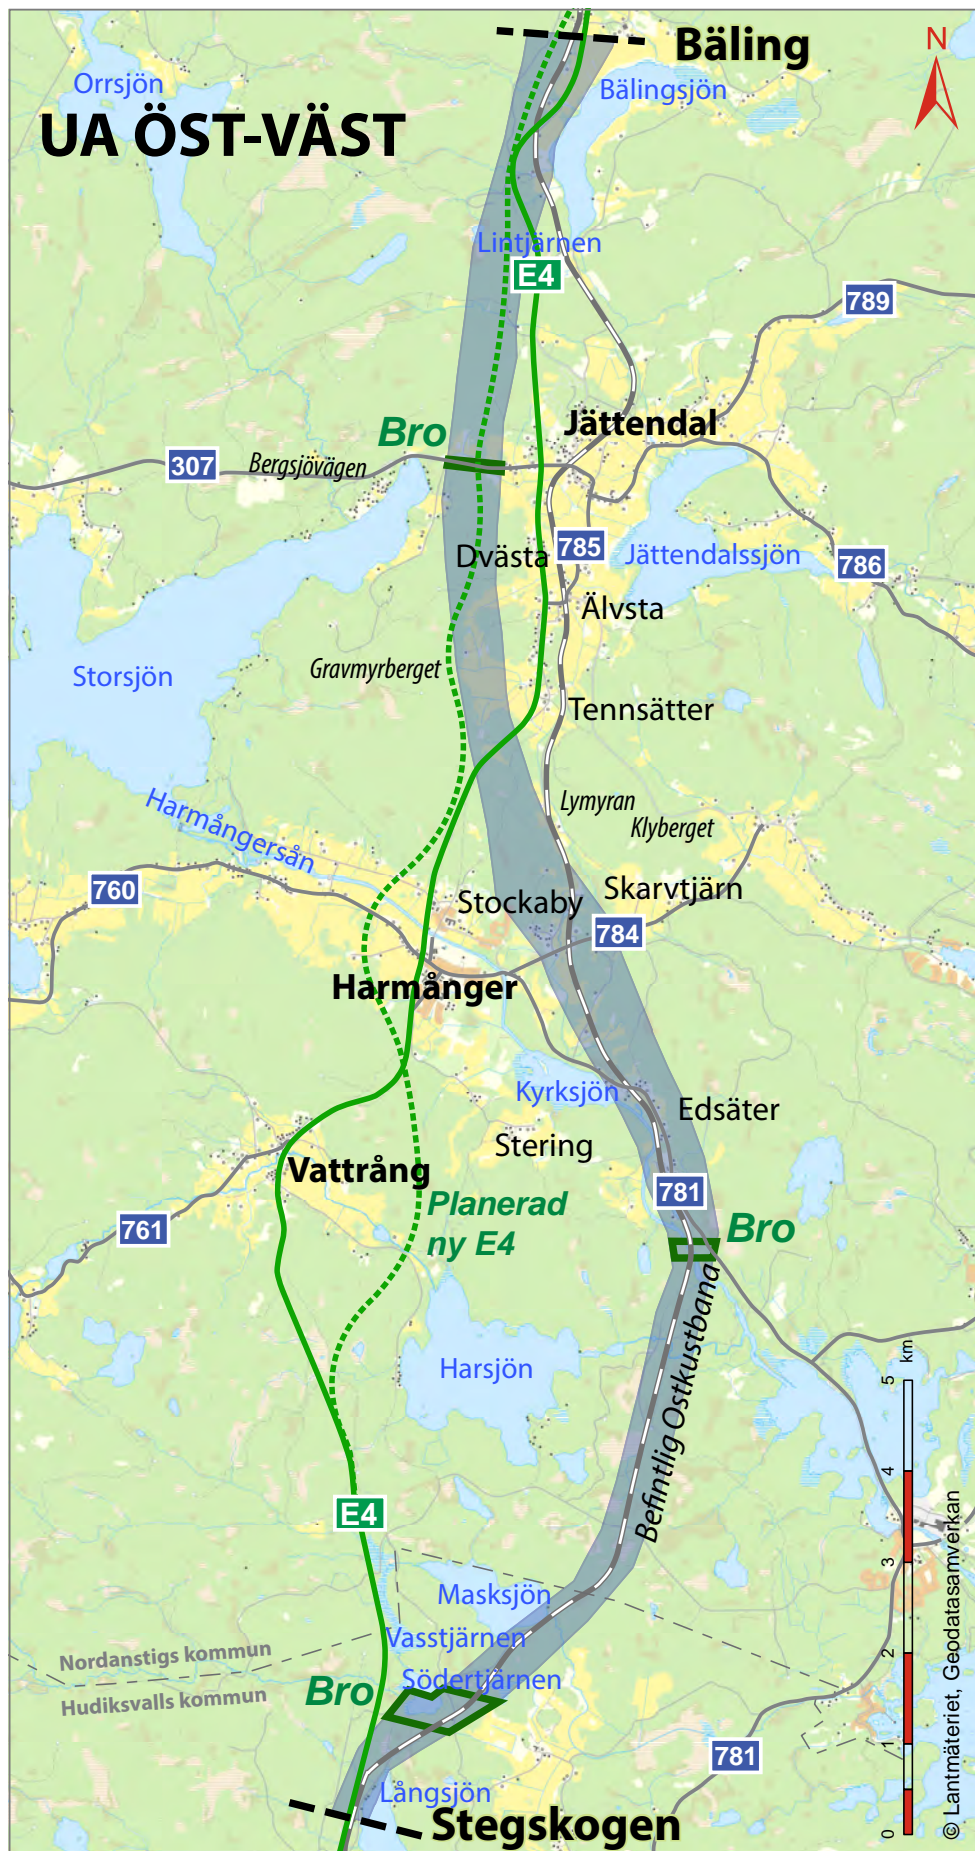 Bäling
N
Orrsjön
Bälingsjön
UA ÖST-VÄST
Lintjärnen
E4
789
Jättendal
Bro
307
Bergsjövägen
Dvästa
785
Jättendalssjön
786
Älvsta
Storsjön
Gravmyrberget
Tennsätter
Harmångersån
Lymyran
Klyberget
760
Stockaby
Skarvtjärn
784
Harmånger
Kyrksjön
Edsäter
Stering
Vattrång
781
761
Planerad
ny E4
Bro
Befintlig Ostkustbana
Harsjön
km
5
4
3
2
1
0
E4
Masksjön
Vasstjärnen
Nordanstigs kommun
Södertjärnen
Bro
Hudiksvalls kommun
781
Långsjön
Stegskogen
© Lantmäteriet, Geodatasamverkan